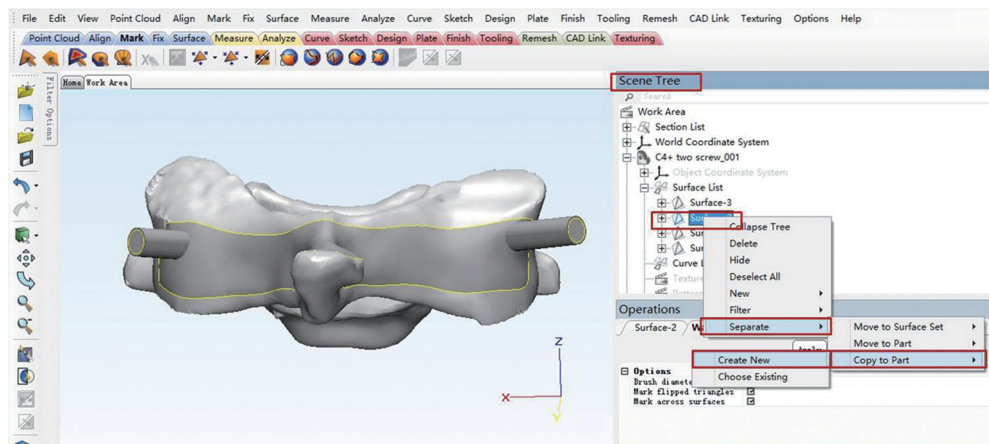 File Edit View Point Cloud Align Mark Fix Surface Measure Analyze Curve Sketch Design Plate Finish Tooling Remesh CAD Link Texturing Options Help
Point Cloud Align Mark Fix Surface Measure Analyze Curve Sketch Design Plate Finish Tooling Remesh CAD Link Texturing
Filter Options
Home Work Area
Scene Tree
Search
Work Area
Section List
World Coordinate System
C4+ two screw_001
Object Coordinate System
Surface List
Surface-3
Collapse Tree
Delete
Hide
Deselect All
New
Filter
Separate
Curve
Texture
Operations
Surface-2
Move to Surface Set
Move to Part
Copy to Part
Apply
Create New
Choose Existing
Options
Brush
Mark flipped triangles
Mark across surfaces
Z
X
Y